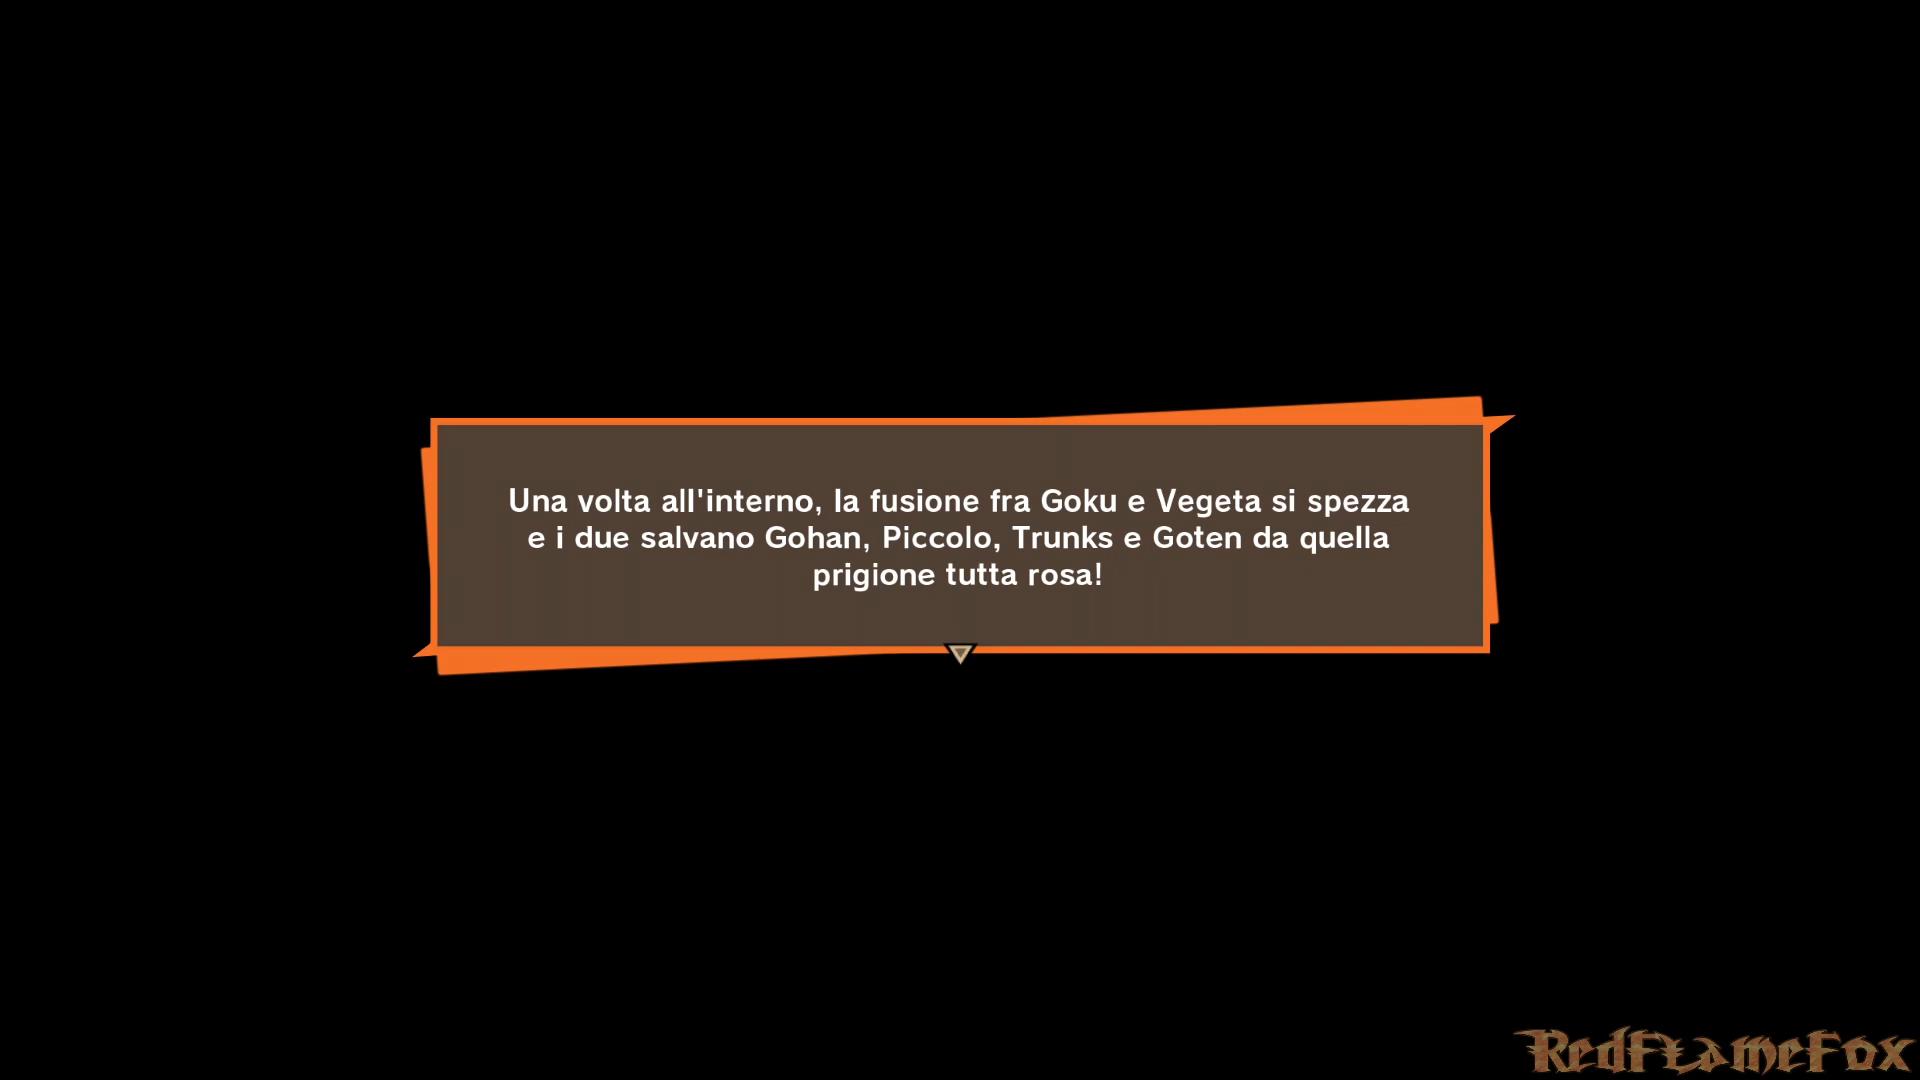 Una volta all'interno, la fusione fra Goku e Vegeta si spezza
e i due salvano Gohan, Piccolo, Trunks e Goten da quella
prigione tutta rosa!
RedFlameFox